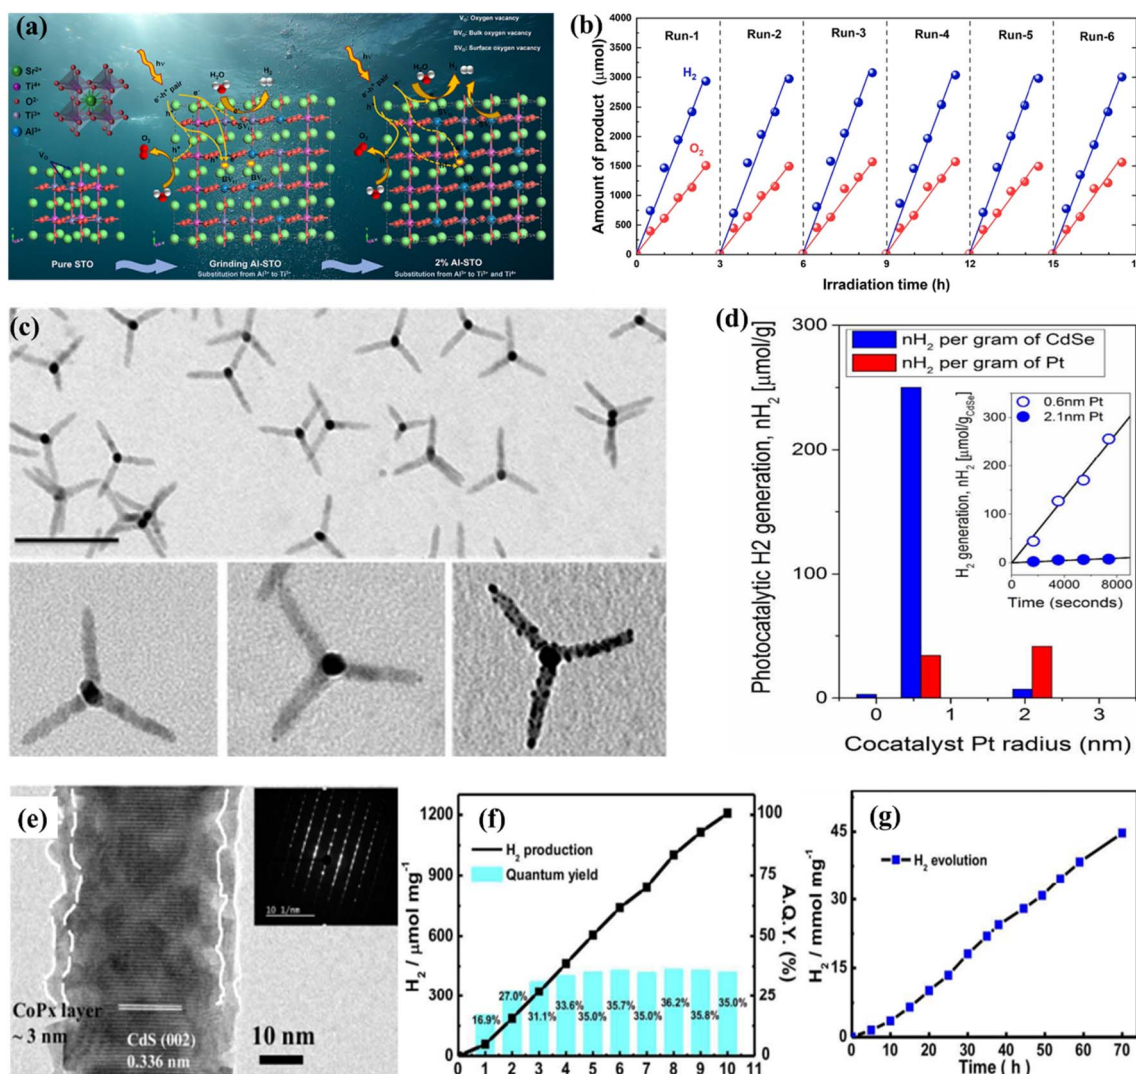 (a)
V₀: Oxygen vacancy
BV₀: Bulk oxygen vacancy
SV₀: Surface oxygen vacancy
hν
e⁻-h⁺ pair
H₂O
H₂
e⁻
h⁺
O₂
Sr²⁺
Ti⁴⁺
O²⁻
Ti³⁺
Al³⁺
V₀
hν
e⁻-h⁺ pair
H₂O
H₂
O₂
Pure STO
Grinding Al-STO
Substitution from Al³⁺ to Ti³⁺
2% Al-STO
Substitution from Al³⁺ to Ti³⁺ and Ti⁴⁺
(b)
Amount of product (μmol)
4000
3500
3000
2500
2000
1500
1000
500
0
Run-1 Run-2 Run-3 Run-4 Run-5 Run-6
H₂
O₂
0 3 6 9 12 15 18
Irradiation time (h)
(c)
(d)
Photocatalytic H2 generation, nH₂ [μmol/g]
300
200
100
0
nH₂ per gram of CdSe
nH₂ per gram of Pt
H₂ generation, nH₂ [μmol/gCdSe]
300
200
100
0
0.6nm Pt
2.1nm Pt
0 4000 8000
Time (seconds)
0 1 2 3
Cocatalyst Pt radius (nm)
(e)
CoPx layer
~ 3 nm
CdS (002)
0.336 nm
10 1/nm
10 nm
(f)
H₂ / μmol mg⁻¹
1200
900
600
300
0
H₂ production
Quantum yield
16.9%
27.0%
31.1%
33.6%
35.0%
35.7%
35.0%
36.2%
35.8%
35.0%
100
75
50
25
0
A.Q.Y. (%)
0 1 2 3 4 5 6 7 8 9 10 11
(g)
H₂ / mmol mg⁻¹
45
30
15
0
H₂ evolution
0 10 20 30 40 50 60 70
Time ( h )